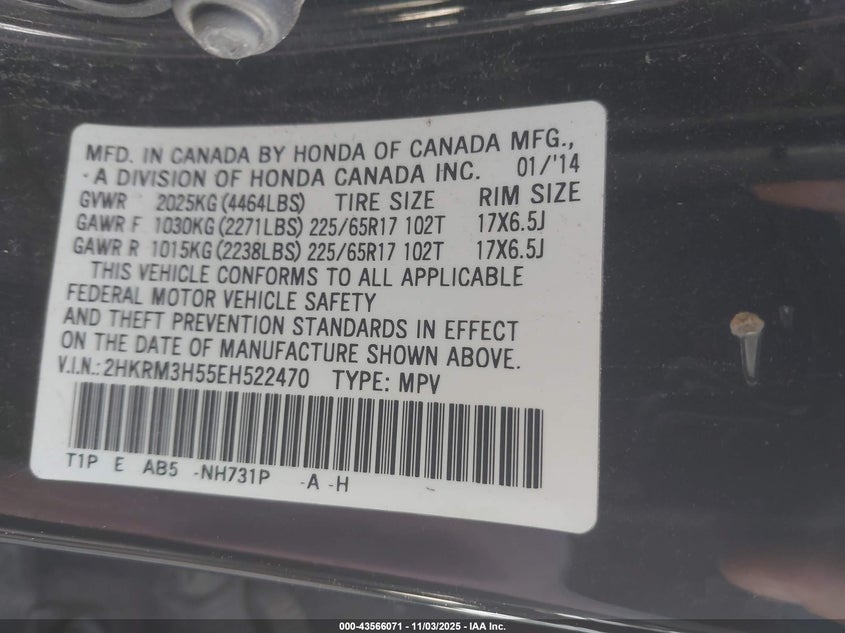 MFD. IN CANADA BY HONDA OF CANADA MFG.,
- A DIVISION OF HONDA CANADA INC. 01/'14
GVWR 2025KG (4464LBS) TIRE SIZE RIM SIZE
GAWR F 1030KG (2271LBS) 225/65R17 102T 17X6.5J
GAWR R 1015KG (2238LBS) 225/65R17 102T 17X6.5J
THIS VEHICLE CONFORMS TO ALL APPLICABLE
FEDERAL MOTOR VEHICLE SAFETY
AND THEFT PREVENTION STANDARDS IN EFFECT
ON THE DATE OF MANUFACTURE SHOWN ABOVE.
V.I.N.: 2HKRM3H55EH522470 TYPE: MPV
T1P E AB5 -NH731P -A -H -
000-43566071 - 11/03/2025 - IAA Inc.